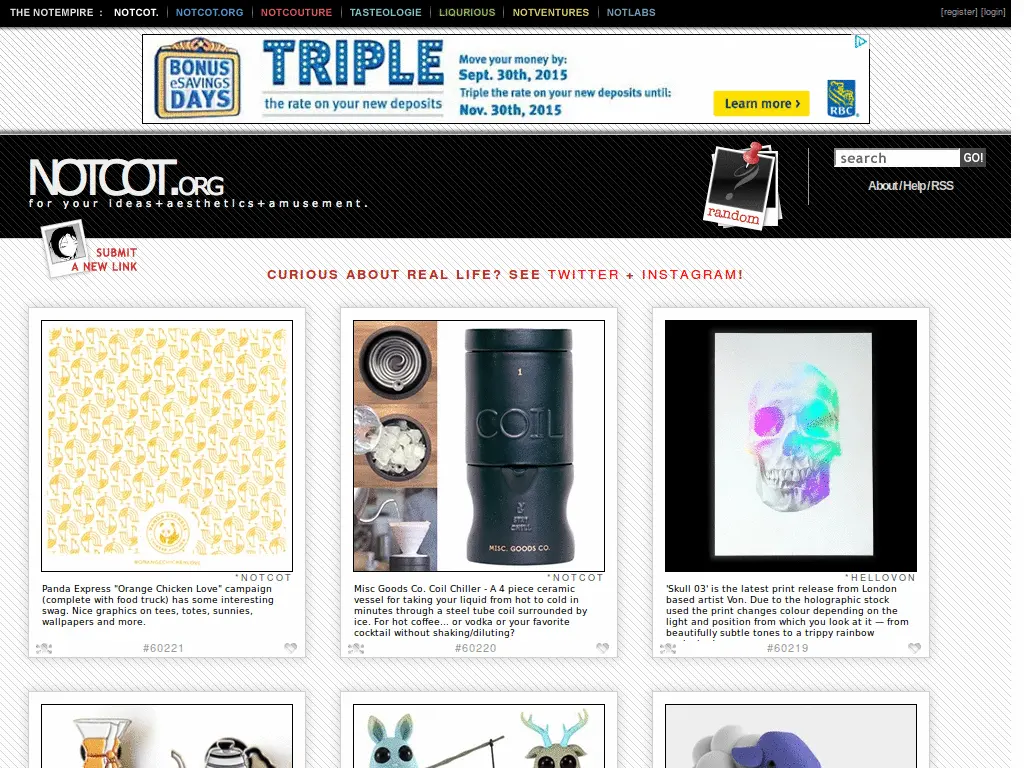 THE NOTEMPIRE : NOTCOT. NOTCOT.ORG NOTCOUTURE TASTEOLOGIE LIQURIOUS NOTVENTURES NOTLABS [register] [login]
BONUS
eSAVINGS
DAYS
TRIPLE
the rate on your new deposits
Move your money by:
Sept. 30th, 2015
Triple the rate on your new deposits until:
Nov. 30th, 2015
Learn more ›
RBC
NOTCOT.ORG
for your ideas+aesthetics+amusement.
?
random
search GO!
About / Help / RSS
SUBMIT
A NEW LINK
CURIOUS ABOUT REAL LIFE? SEE TWITTER + INSTAGRAM!
*NOTCOT
Panda Express "Orange Chicken Love" campaign
(complete with food truck) has some interesting
swag. Nice graphics on tees, totes, sunnies,
wallpapers and more.
#60221
1
COIL
STAY
CHILL
MISC. GOODS CO.
*NOTCOT
Misc Goods Co. Coil Chiller - A 4 piece ceramic
vessel for taking your liquid from hot to cold in
minutes through a steel tube coil surrounded by
ice. For hot coffee... or vodka or your favorite
cocktail without shaking/diluting?
#60220
*HELLOVON
'Skull 03' is the latest print release from London
based artist Von. Due to the holographic stock
used the print changes colour depending on the
light and position from which you look at it — from
beautifully subtle tones to a trippy rainbow
#60219